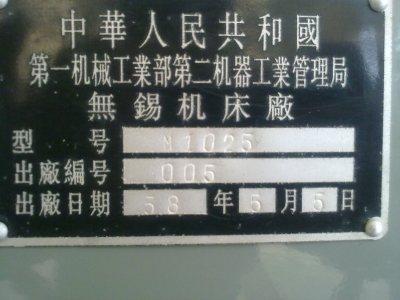 中華人民共和國
第一机械工業部第二机器工業管理局
無錫机床廠
型 号 M1025
出廠編号 005
出廠日期 58 年 5 月 5 日